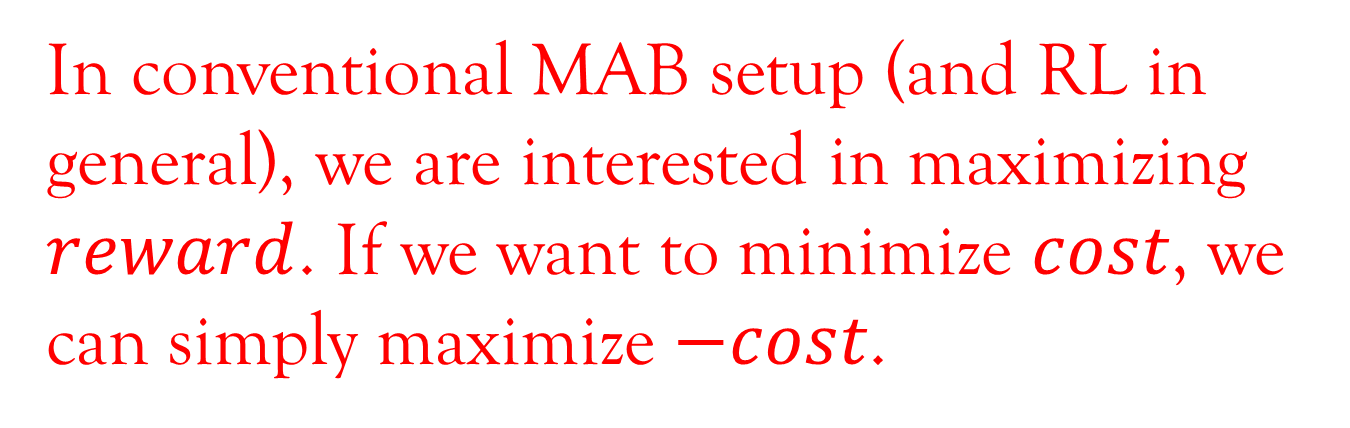 In conventional MAB setup (and RL in
general), we are interested in maximizing
reward. If we want to minimize cost, we
can simply maximize −cost.